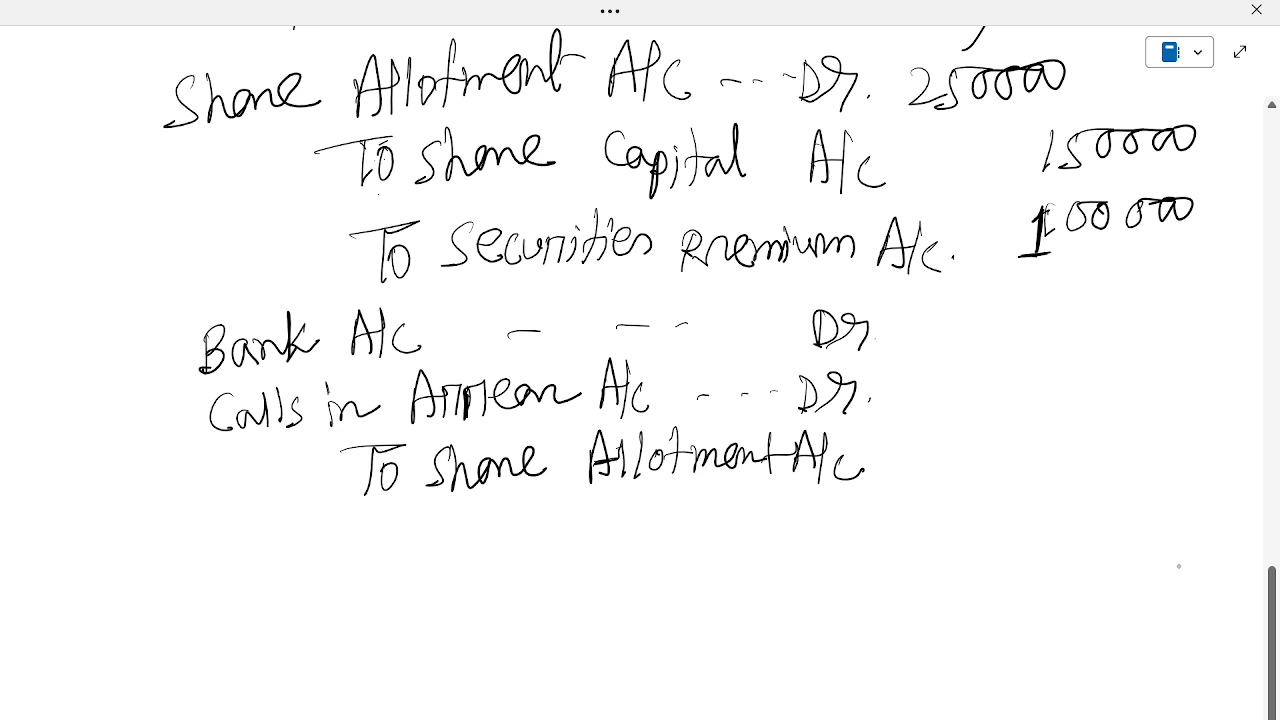 Share Allotment A/c --- Dr. 250000
To Share Capital A/c 150000
To Securities Premium A/c. 100000
Bank A/c - - - Dr.
Calls in Arrear A/c - --- Dr.
To Share Allotment A/c